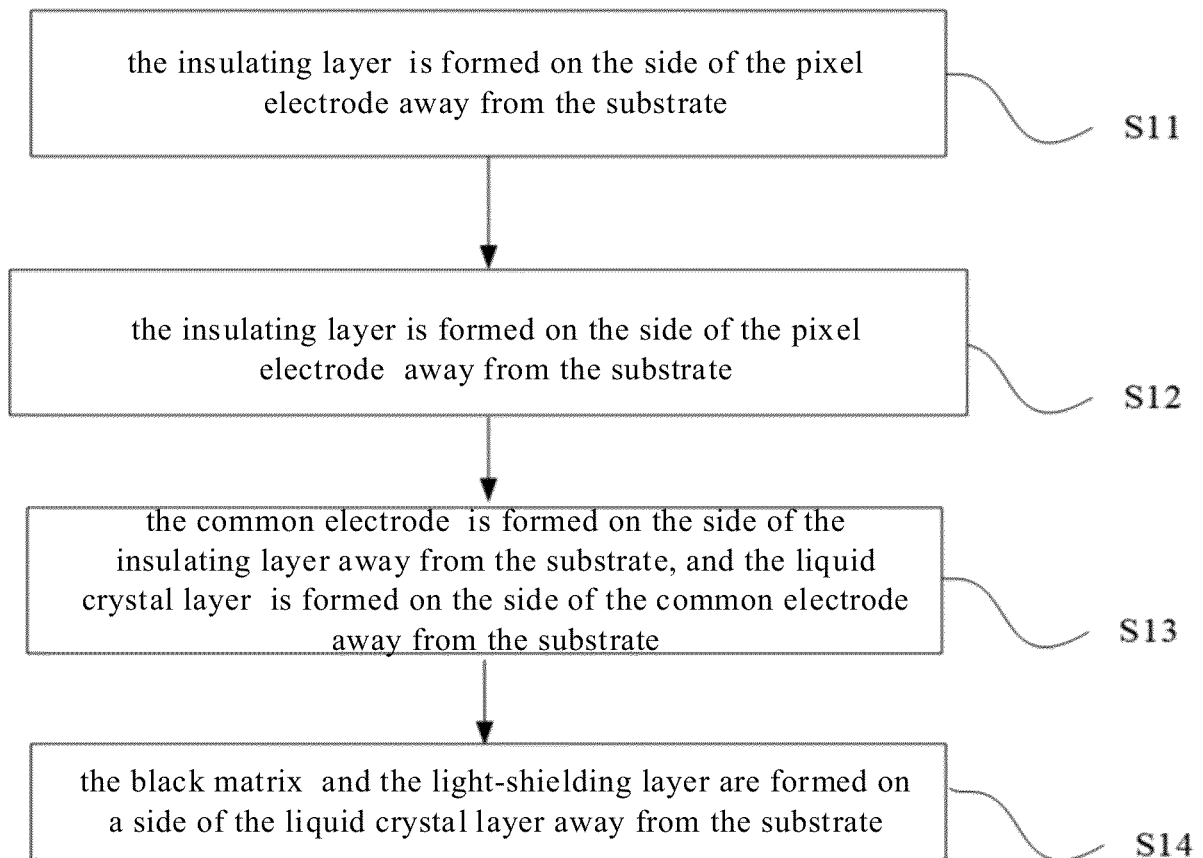 the insulating layer is formed on the side of the pixel
electrode away from the substrate
S11
the insulating layer is formed on the side of the pixel
electrode away from the substrate
S12
the common electrode is formed on the side of the
insulating layer away from the substrate, and the liquid
crystal layer is formed on the side of the common electrode
away from the substrate
S13
the black matrix and the light-shielding layer are formed on
a side of the liquid crystal layer away from the substrate
S14